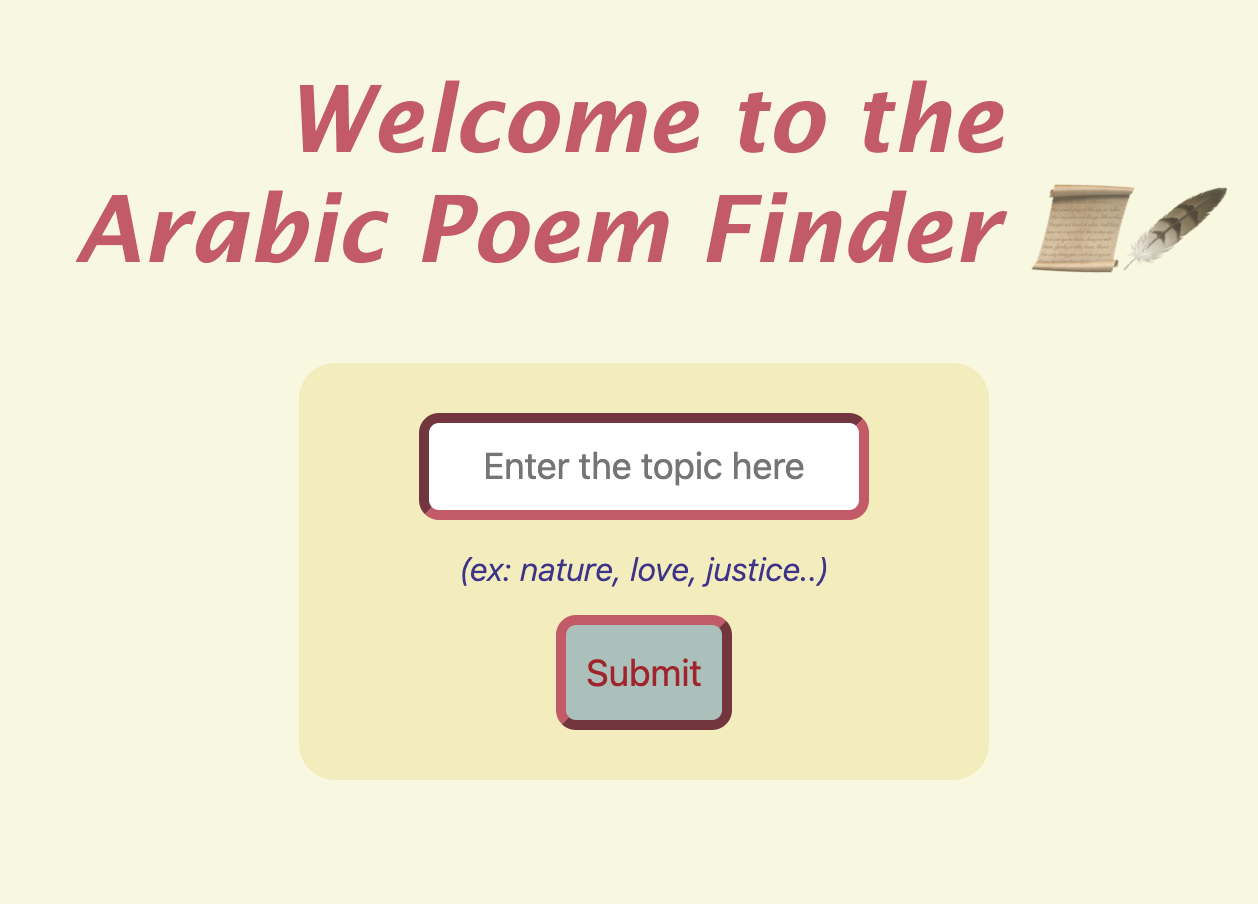 Welcome to the
Arabic Poem Finder
Enter the topic here
(ex: nature, love, justice..)
Submit